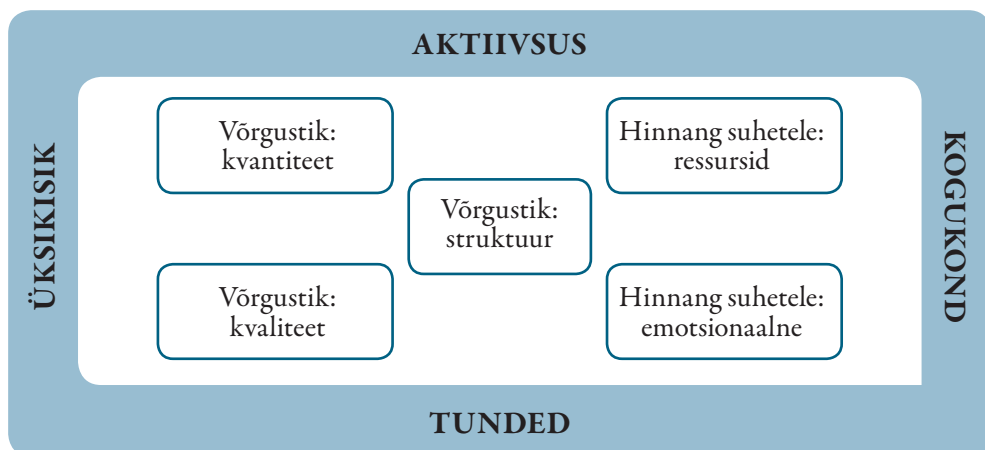 AKTIIVSUS
ÜKSIKISIK
Võrgustik:
kvantiteet
Hinnang suhetele:
ressursid
Võrgustik:
struktuur
Võrgustik:
kvaliteet
Hinnang suhetele:
emotsionaalne
KOGUKOND
TUNDED